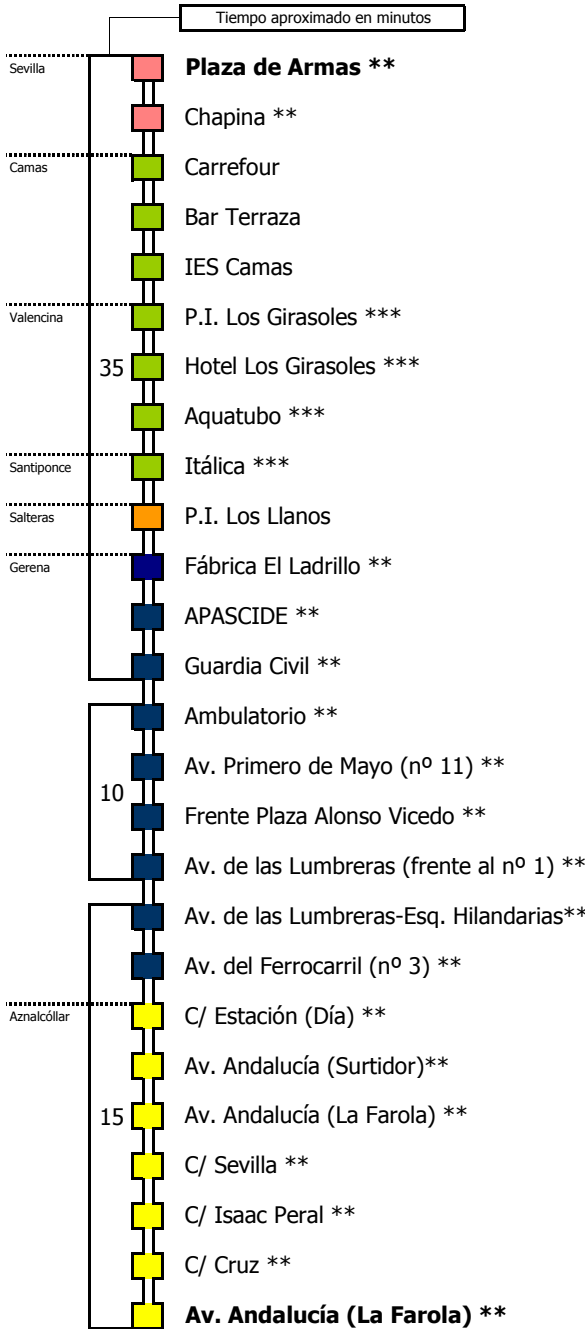 Tiempo aproximado en minutos
Sevilla
Plaza de Armas **
Chapina **
Camas
Carrefour
Bar Terraza
IES Camas
Valencina
P.I. Los Girasoles ***
35
Hotel Los Girasoles ***
Aquatubo ***
Santiponce
Itálica ***
Salteras
P.I. Los Llanos
Gerena
Fábrica El Ladrillo **
APASCIDE **
Guardia Civil **
Ambulatorio **
Av. Primero de Mayo (nº 11) **
10
Frente Plaza Alonso Vicedo **
Av. de las Lumbreras (frente al nº 1) **
Av. de las Lumbreras-Esq. Hilandarias**
Av. del Ferrocarril (nº 3) **
Aznalcóllar
C/ Estación (Día) **
Av. Andalucía (Surtidor)**
15
Av. Andalucía (La Farola) **
C/ Sevilla **
C/ Isaac Peral **
C/ Cruz **
Av. Andalucía (La Farola) **